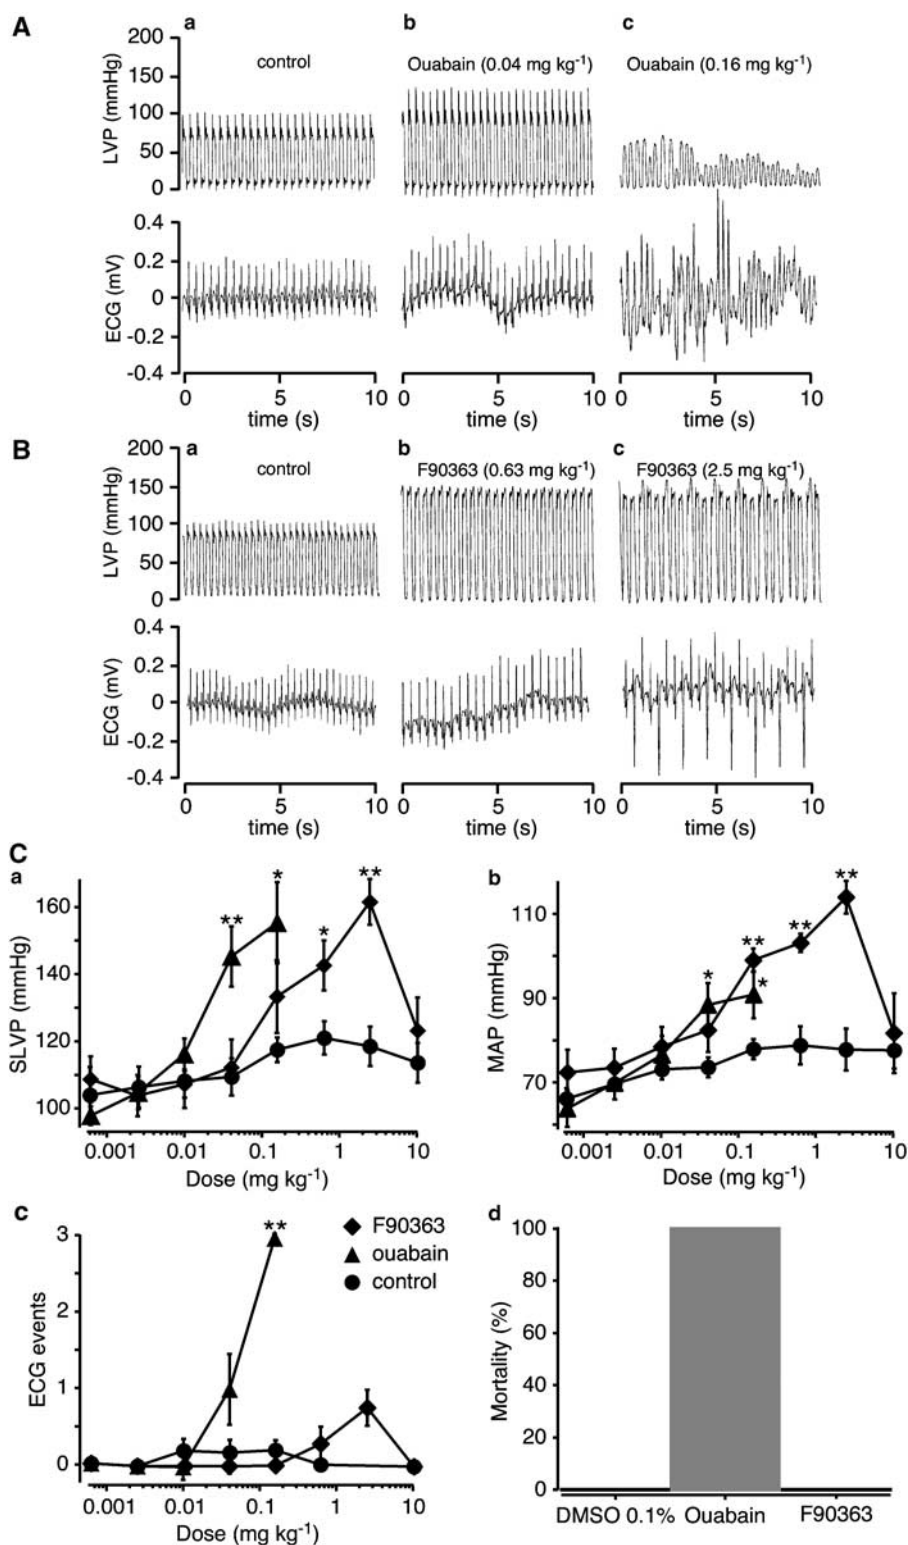 A
a
b
c
control
Ouabain (0.04 mg kg-1)
Ouabain (0.16 mg kg-1)
LVP (mmHg)
200
150
100
50
0
ECG (mV)
0.4
0.2
0
-0.2
-0.4
0 5 10
time (s)
0 5 10
time (s)
0 5 10
time (s)
B
a
b
c
control
F90363 (0.63 mg kg-1)
F90363 (2.5 mg kg-1)
LVP (mmHg)
200
150
100
50
0
ECG (mV)
0.4
0.2
0
-0.2
-0.4
0 5 10
time (s)
0 5 10
time (s)
0 5 10
time (s)
C
a
SLVP (mmHg)
160
140
120
100
** * * **
0.001 0.01 0.1 1 10
Dose (mg kg-1)
b
MAP (mmHg)
110
90
70
* ** * ** **
0.001 0.01 0.1 1 10
Dose (mg kg-1)
c
ECG events
3
2
1
0
**
F90363
ouabain
control
0.001 0.01 0.1 1 10
Dose (mg kg-1)
d
Mortality (%)
100
80
60
40
20
0
DMSO 0.1% Ouabain F90363